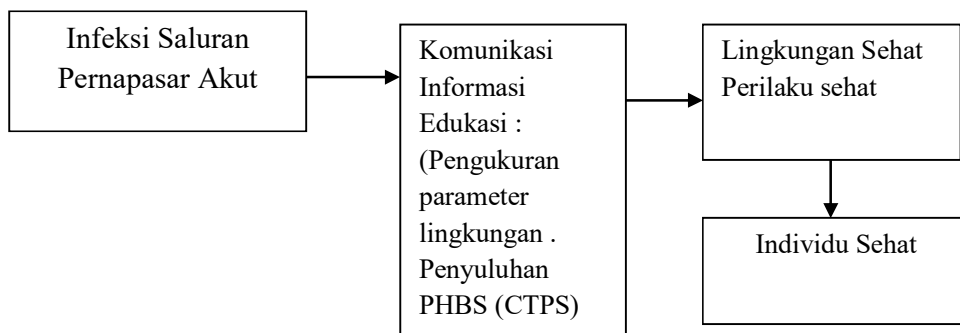 Infeksi Saluran
Pernapasar Akut
Komunikasi
Informasi
Edukasi :
(Pengukuran
parameter
lingkungan .
Penyuluhan
PHBS (CTPS)
Lingkungan Sehat
Perilaku sehat
Individu Sehat